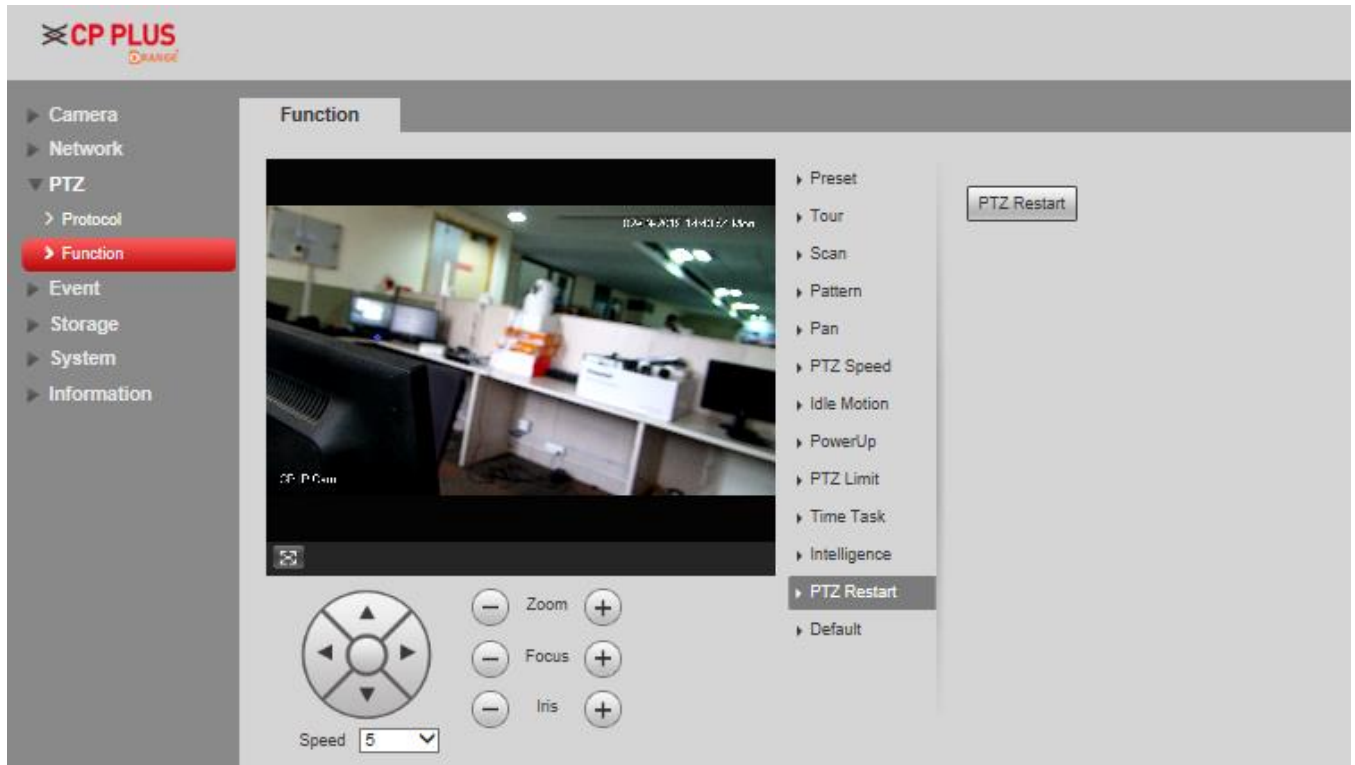 CP PLUS
ORANGE
Camera
Network
PTZ
Protocol
Function
Event
Storage
System
Information
Function
Mon
Cam
Zoom
Focus
Iris
Speed 5
Preset
Tour
Scan
Pattern
Pan
PTZ Speed
Idle Motion
PowerUp
PTZ Limit
Time Task
Intelligence
PTZ Restart
Default
PTZ Restart